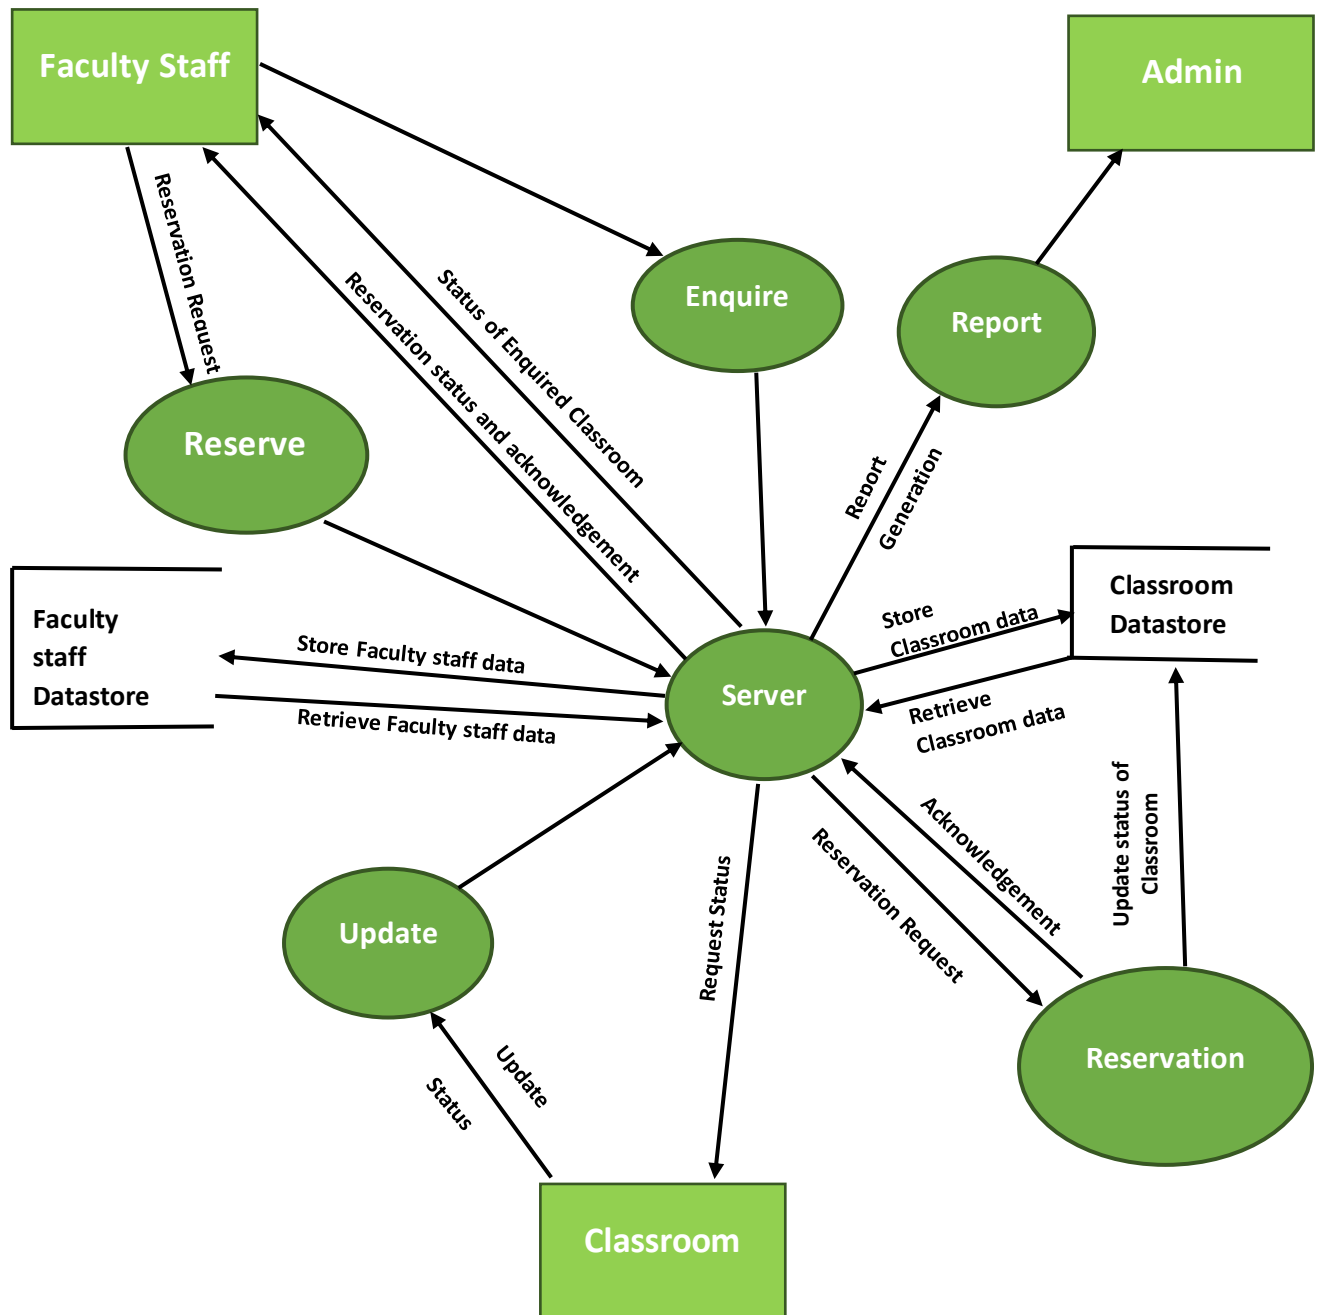 Faculty Staff
Admin
Reservation Request
Reservation status and acknowledgement
Status of Enquired Classroom
Enquire
Report
Reserve
Report
Generation
Faculty
staff
Datastore
Store Faculty staff data
Retrieve Faculty staff data
Server
Store
Classroom data
Retrieve
Classroom data
Classroom
Datastore
Update
Request Status
Reservation Request
Acknowledgement
Update status of
Classroom
Reservation
Update
Status
Classroom